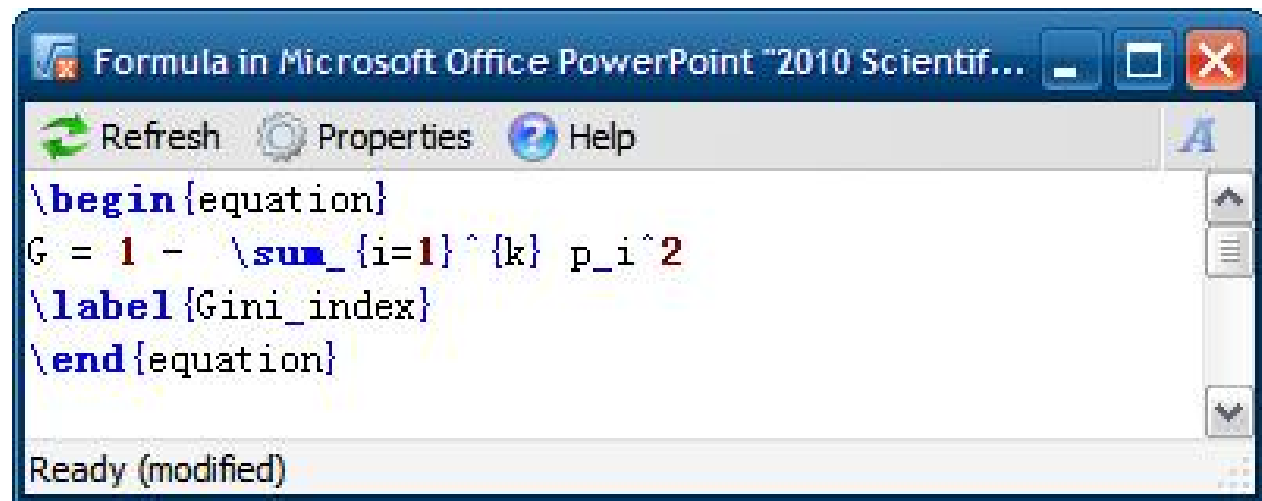 Formula in Microsoft Office PowerPoint "2010 Scientif...
Refresh Properties Help A
\begin{equation}
G = 1 -  \sum_{i=1}^{k} p_i^2
\label{Gini_index}
\end{equation}
Ready (modified)